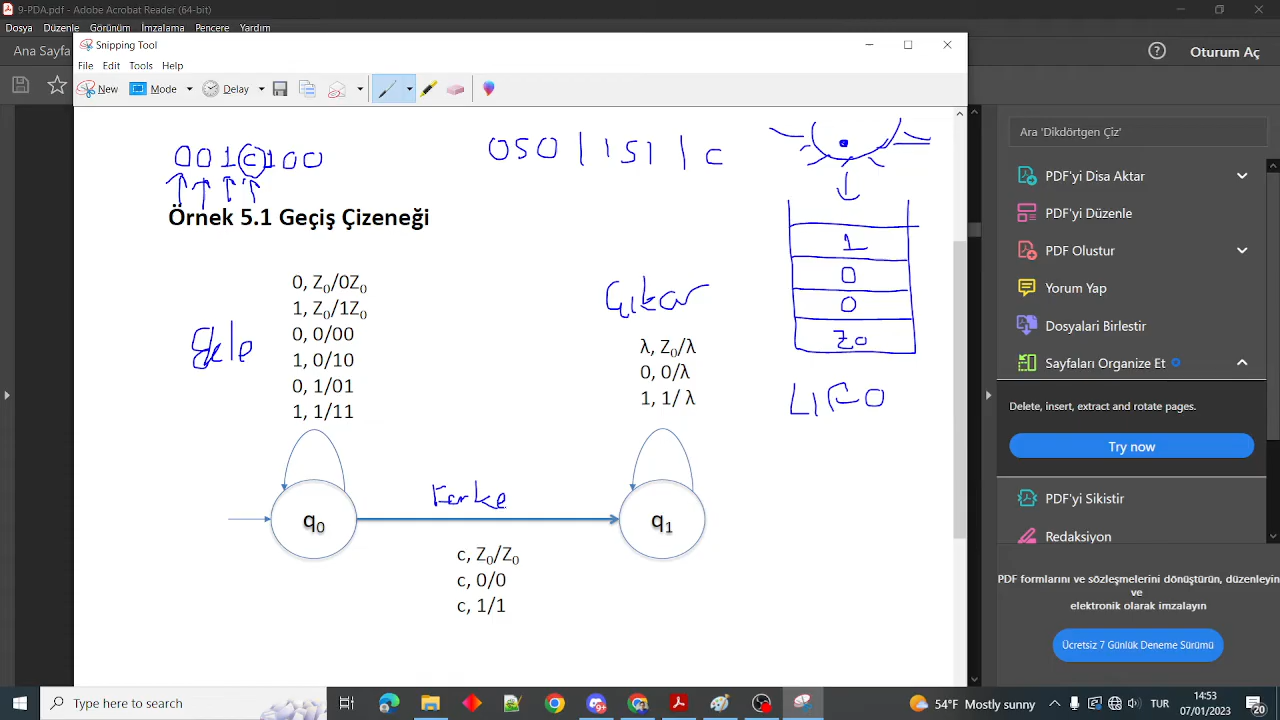 9-PDA.pdf - Adobe Acrobat Reader (64-bit)
Dosya Düzenle Görünüm İmzalama Pencere Yardım
Ana Sayfa
Oturum Aç
Snipping Tool
File Edit Tools Help
New Mode Delay
001c100
0S0 | 1S1 | c
Örnek 5.1 Geçiş Çizeneği
0, Z₀/0Z₀
1, Z₀/1Z₀
0, 0/00
1, 0/10
0, 1/01
1, 1/11
Ekle
Çıkar
λ, Z₀/λ
0, 0/λ
1, 1/ λ
1
0
0
Z0
LIFO
q₀
q₁
c, Z₀/Z₀
c, 0/0
c, 1/1
Ara 'Dikdörtgen Çiz'
PDF'yi Disa Aktar
PDF'yi Düzenle
PDF Olustur
Yorum Yap
Dosyalari Birlestir
Sayfaları Organize Et
Delete, insert, extract and rotate pages.
Try now
PDF'yi Sikistir
Redaksiyon
PDF formlarını ve sözleşmelerini dönüştürün, düzenleyin
ve
elektronik olarak imzalayın
Ücretsiz 7 Günlük Deneme Sürümü
Type here to search
9+
54°F Mostly sunny
TUR
14:53
07/01/2023
20